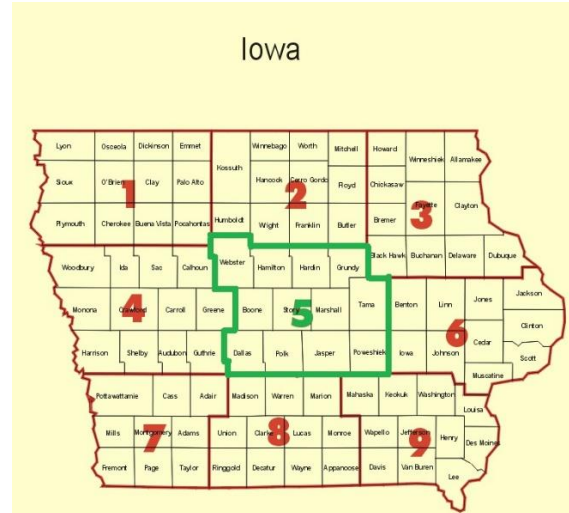 Iowa
Lyon Osceola Dickinson Emmet Winnebago Worth Mitchell Howard
Kossuth Winneshiek Allamakee
Sioux O'Brien Clay Palo Alto Hancock Cerro Gordo Floyd Chickasaw
1 2 3
Fayette Clayton
Plymouth Cherokee Buena Vista Pocahontas Humboldt Wright Franklin Butler Bremer
Woodbury Ida Sac Calhoun Webster Hamilton Hardin Grundy Black Hawk Buchanan Delaware Dubuque
Monona Crawford Carroll Greene Boone Story Marshall Tama Benton Linn Jones Jackson
4 5 6
Clinton
Cedar
Harrison Shelby Audubon Guthrie Dallas Polk Jasper Poweshiek Iowa Johnson Scott
Muscatine
Pottawattamie Cass Adair Madison Warren Marion Mahaska Keokuk Washington Louisa
Mills Montgomery Adams Union Clarke Lucas Monroe Wapello Jefferson Henry Des Moines
7 8 9
Fremont Page Taylor Ringgold Decatur Wayne Appanoose Davis Van Buren Lee